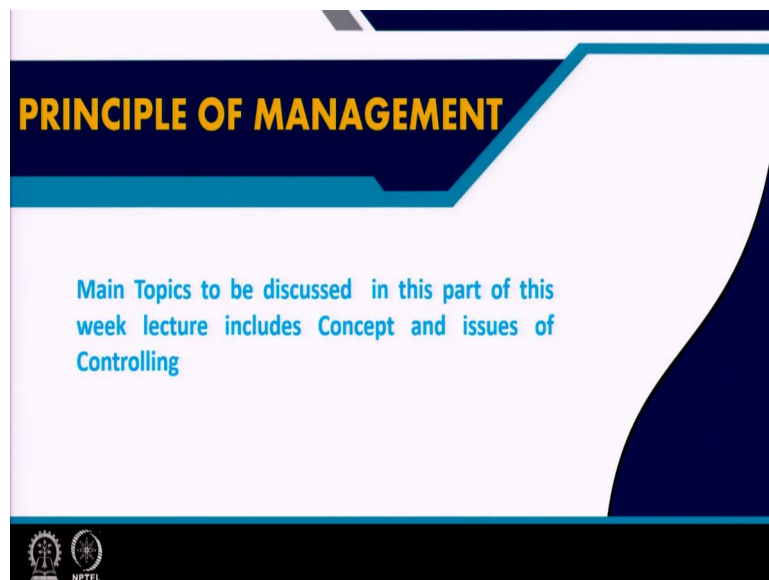 PRINCIPLE OF MANAGEMENT
Main Topics to be discussed in this part of this
week lecture includes Concept and issues of
Controlling
NPTEL